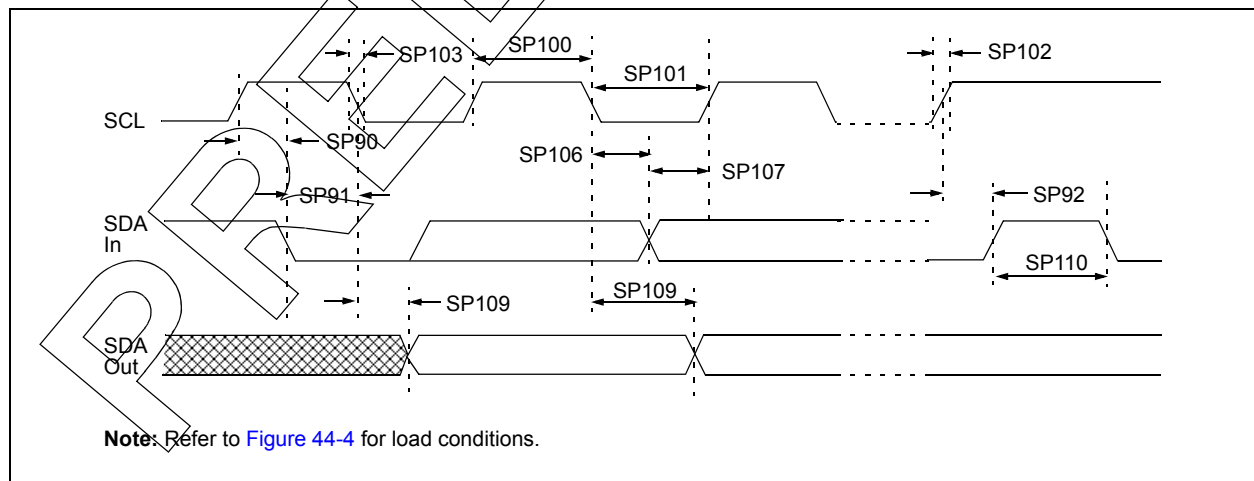 SP103
SP100
SP101
SP102
SCL
SP90
SP106
SP107
SP91
SP92
SDA
In
SP110
SP109
SP109
SDA
Out
Note: Refer to Figure 44-4 for load conditions.